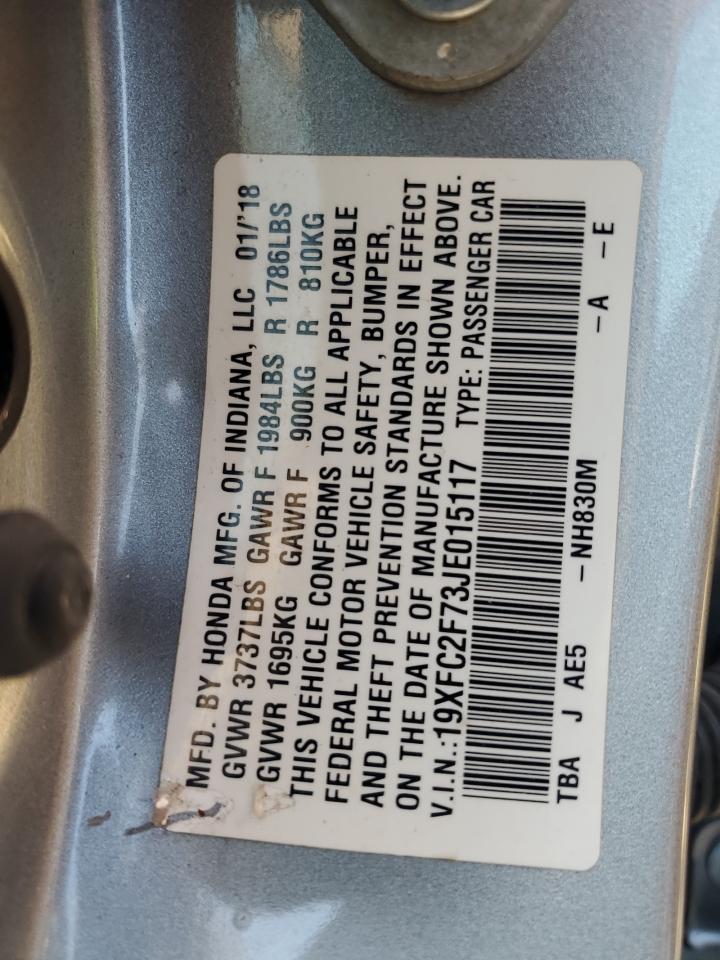 MFD. BY HONDA MFG. OF INDIANA, LLC 01/'18
GVWR 3737LBS GAWR F 1984LBS R 1786LBS
GVWR 1695KG GAWR F 900KG R 810KG
THIS VEHICLE CONFORMS TO ALL APPLICABLE
FEDERAL MOTOR VEHICLE SAFETY, BUMPER,
AND THEFT PREVENTION STANDARDS IN EFFECT
ON THE DATE OF MANUFACTURE SHOWN ABOVE.
V.I.N.:19XFC2F73JE015117 TYPE: PASSENGER CAR
TBA J AE5 -NH830M -A -E